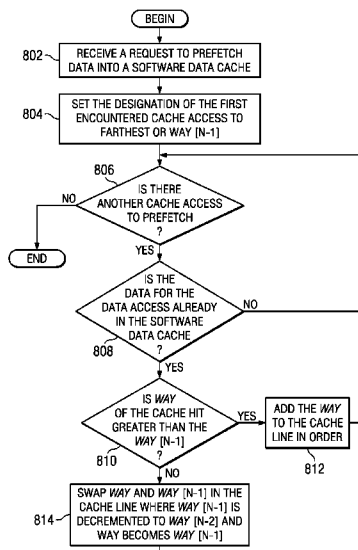 BEGIN
802
RECEIVE A REQUEST TO PREFETCH
DATA INTO A SOFTWARE DATA CACHE
804
SET THE DESIGNATION OF THE FIRST
ENCOUNTERED CACHE ACCESS TO
FARTHEST OR WAY [N-1]
806
IS THERE
ANOTHER CACHE ACCESS
TO PREFETCH
?
NO
END
YES
IS THE
DATA FOR THE
DATA ACCESS ALREADY
IN THE SOFTWARE
DATA CACHE
?
NO
808
YES
IS WAY
OF THE CACHE HIT
GREATER THAN THE
WAY [N-1]
?
YES
810
ADD THE WAY
TO THE CACHE
LINE IN ORDER
812
NO
814
SWAP WAY AND WAY [N-1] IN THE
CACHE LINE WHERE WAY [N-1] IS
DECREMENTED TO WAY [N-2] AND
WAY BECOMES WAY [N-1]